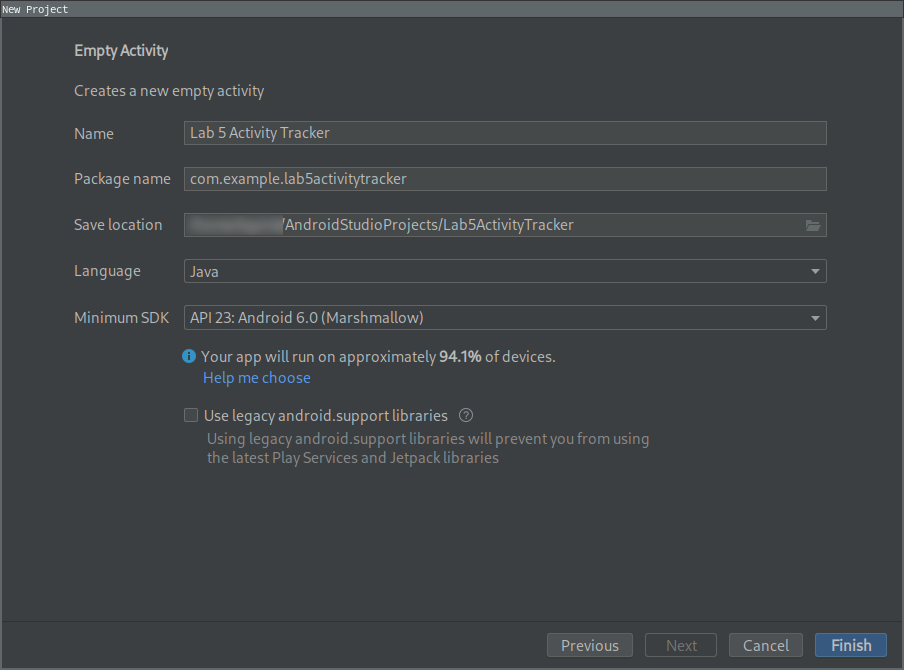 New Project
Empty Activity
Creates a new empty activity
Name Lab 5 Activity Tracker
Package name com.example.lab5activitytracker
Save location /AndroidStudioProjects/Lab5ActivityTracker
Language Java
Minimum SDK API 23: Android 6.0 (Marshmallow)
Your app will run on approximately 94.1% of devices.
Help me choose
Use legacy android.support libraries ?
Using legacy android.support libraries will prevent you from using
the latest Play Services and Jetpack libraries
Previous Next Cancel Finish